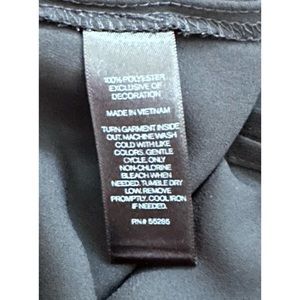 100% POLYESTER
EXCLUSIVE OF
DECORATION
MADE IN VIETNAM
TURN GARMENT INSIDE
OUT. MACHINE WASH
COLD WITH LIKE
COLORS. GENTLE
CYCLE. ONLY
NON-CHLORINE
BLEACH WHEN
NEEDED. TUMBLE DRY
LOW. REMOVE
PROMPTLY. COOL IRON
IF NEEDED.
RN# 55285